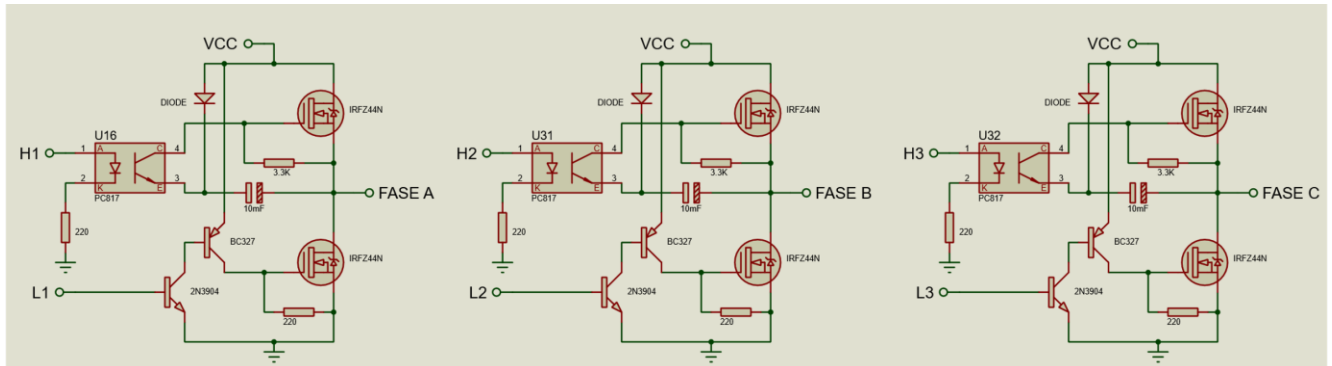 VCC
DIODE
IRFZ44N
U16
H1
1
A
C
4
2
K
E
3
PC817
3.3K
10mF
FASE A
220
BC327
IRFZ44N
L1
2N3904
220
VCC
DIODE
IRFZ44N
U31
H2
1
A
C
4
2
K
E
3
PC817
3.3K
10mF
FASE B
220
BC327
IRFZ44N
L2
2N3904
220
VCC
DIODE
IRFZ44N
U32
H3
1
A
C
4
2
K
E
3
PC817
3.3K
10mF
FASE C
220
BC327
IRFZ44N
L3
2N3904
220